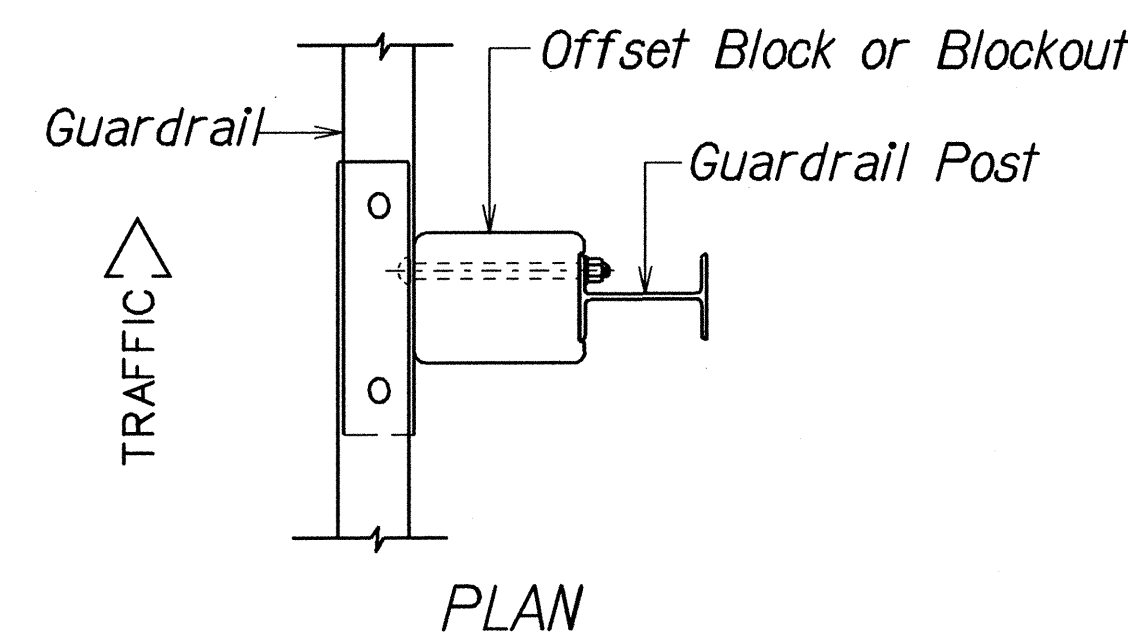 Offset Block or Blockout
Guardrail
Guardrail Post
TRAFFIC
PLAN